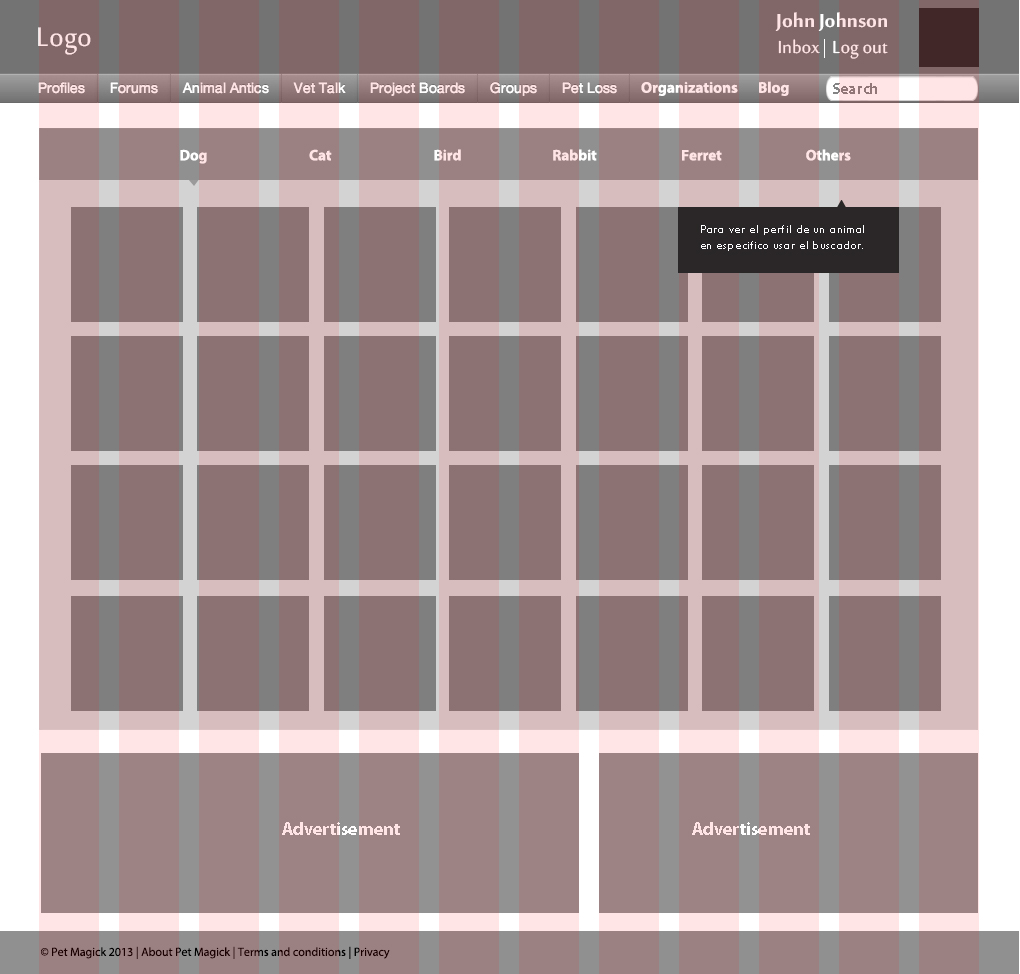 Logo
John Johnson
Inbox | Log out
Profiles Forums Animal Antics Vet Talk Project Boards Groups Pet Loss Organizations Blog Search
Dog Cat Bird Rabbit Ferret Others
Para ver el perfil de un animal
en especifico usar el buscador.
Advertisement Advertisement
© Pet Magick 2013 | About Pet Magick | Terms and conditions | Privacy